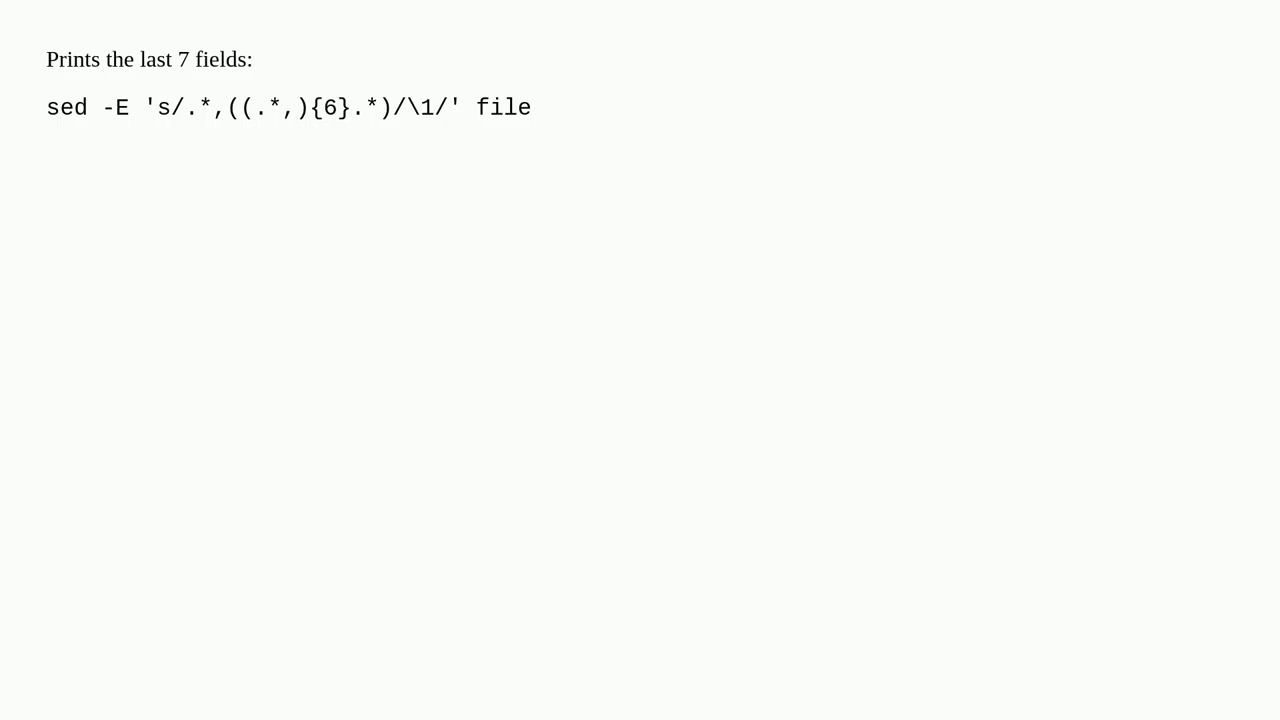 Prints the last 7 fields:
sed -E 's/.*,((.*,){6}.*)/\1/' file